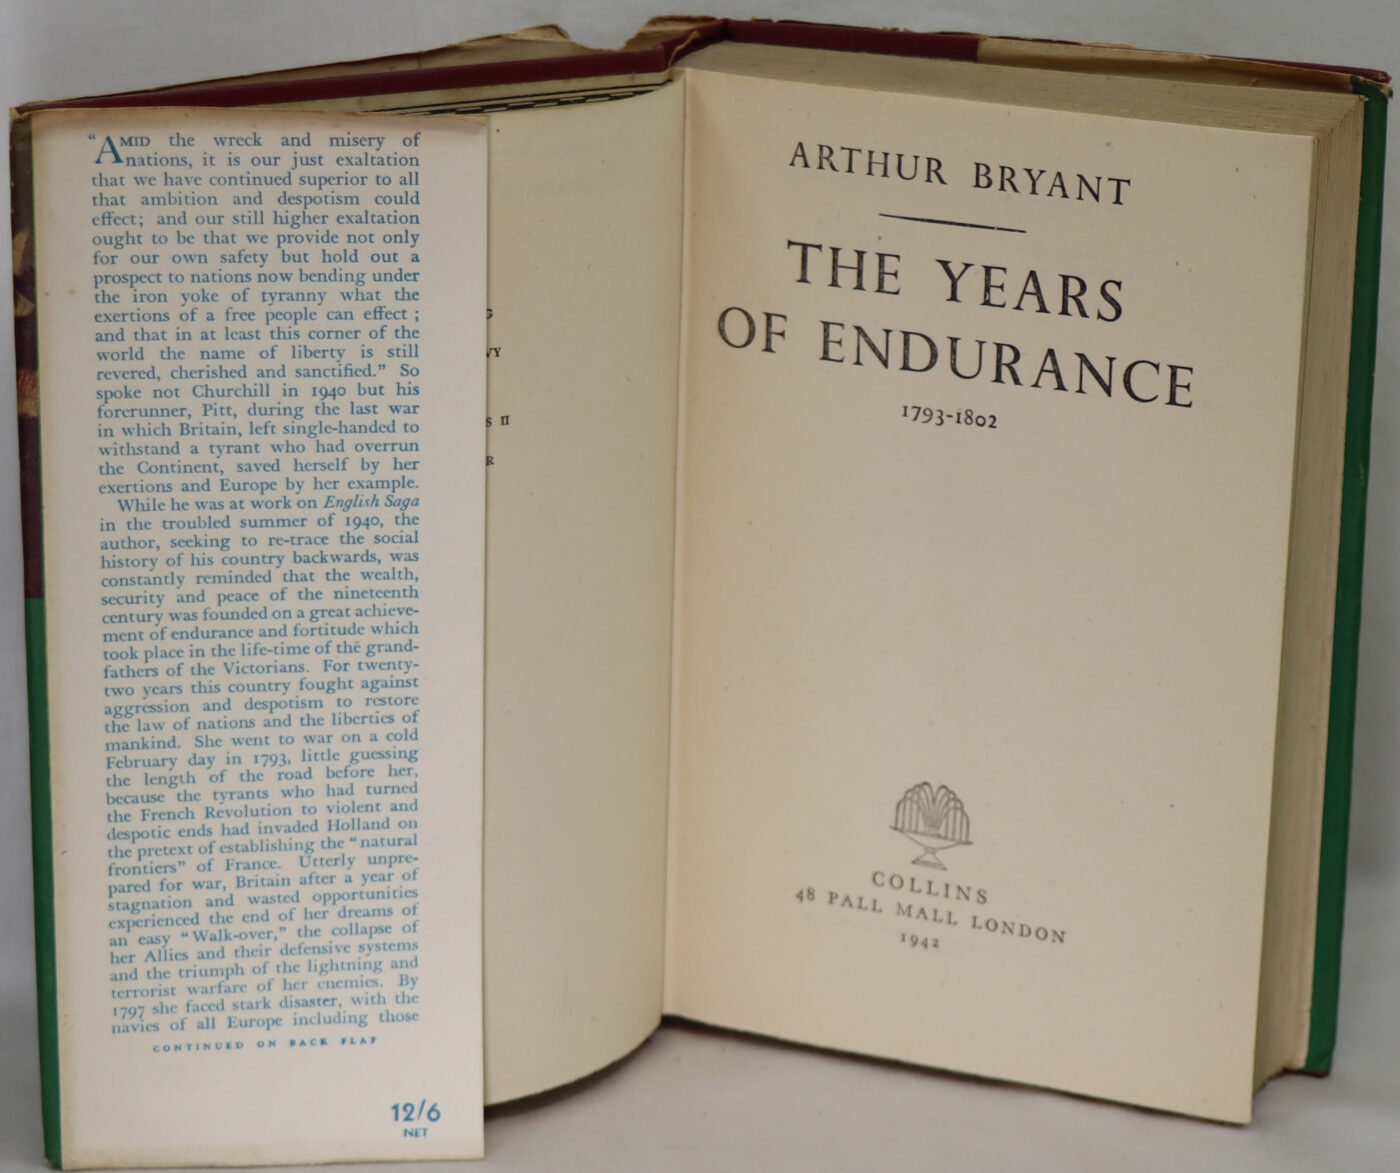 “AMID the wreck and misery of
nations, it is our just exaltation
that we have continued superior to all
that ambition and despotism could
effect; and our still higher exaltation
ought to be that we provide not only
for our own safety but hold out a
prospect to nations now bending under
the iron yoke of tyranny what the
exertions of a free people can effect ;
and that in at least this corner of the
world the name of liberty is still
revered, cherished and sanctified.” So
spoke not Churchill in 1940 but his
forerunner, Pitt, during the last war
in which Britain, left single-handed to
withstand a tyrant who had overrun
the Continent, saved herself by her
exertions and Europe by her example.
While he was at work on English Saga
in the troubled summer of 1940, the
author, seeking to re-trace the social
history of his country backwards, was
constantly reminded that the wealth,
security and peace of the nineteenth
century was founded on a great achieve-
ment of endurance and fortitude which
took place in the life-time of the grand-
fathers of the Victorians. For twenty-
two years this country fought against
aggression and despotism to restore
the law of nations and the liberties of
mankind. She went to war on a cold
February day in 1793, little guessing
the length of the road before her,
because the tyrants who had turned
the French Revolution to violent and
despotic ends had invaded Holland on
the pretext of establishing the “natural
frontiers” of France. Utterly unpre-
pared for war, Britain after a year of
stagnation and wasted opportunities
experienced the end of her dreams of
an easy “Walk-over,” the collapse of
her Allies and their defensive systems
and the triumph of the lightning and
terrorist warfare of her enemies. By
1797 she faced stark disaster, with the
navies of all Europe including those
CONTINUED ON BACK FLAP
12/6
NET
G
VY
S II
R
ARTHUR BRYANT
THE YEARS
OF ENDURANCE
1793-1802
COLLINS
48 PALL MALL LONDON
1942